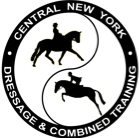 CENTRAL NEW YORK
DRESSAGE & COMBINED TRAINING